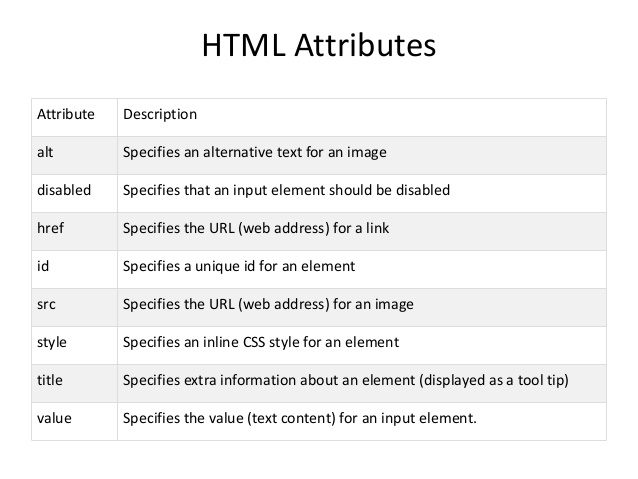 HTML Attributes
Attribute Description
alt Specifies an alternative text for an image
disabled Specifies that an input element should be disabled
href Specifies the URL (web address) for a link
id Specifies a unique id for an element
src Specifies the URL (web address) for an image
style Specifies an inline CSS style for an element
title Specifies extra information about an element (displayed as a tool tip)
value Specifies the value (text content) for an input element.